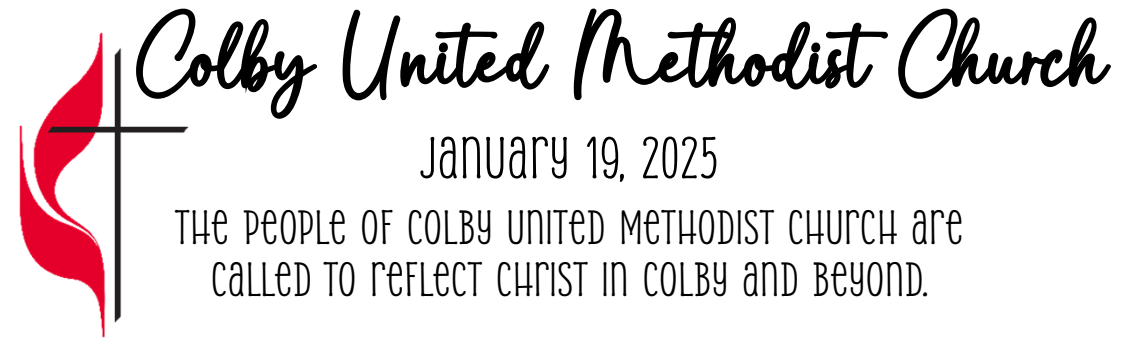 Colby United Methodist Church
January 19, 2025
The people of Colby United Methodist Church are
called to reflect Christ in Colby and beyond.